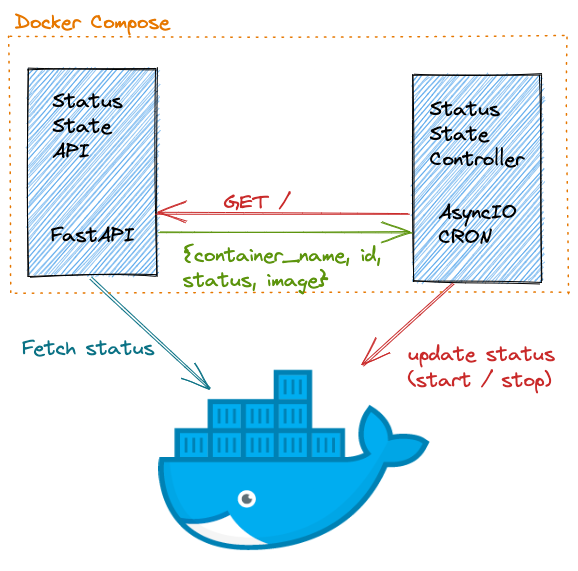 Docker Compose
Status
State
API
FastAPI
Status
State
Controller
AsyncIO
CRON
GET /
{container_name, id,
status, image}
Fetch status
update status
(start / stop)